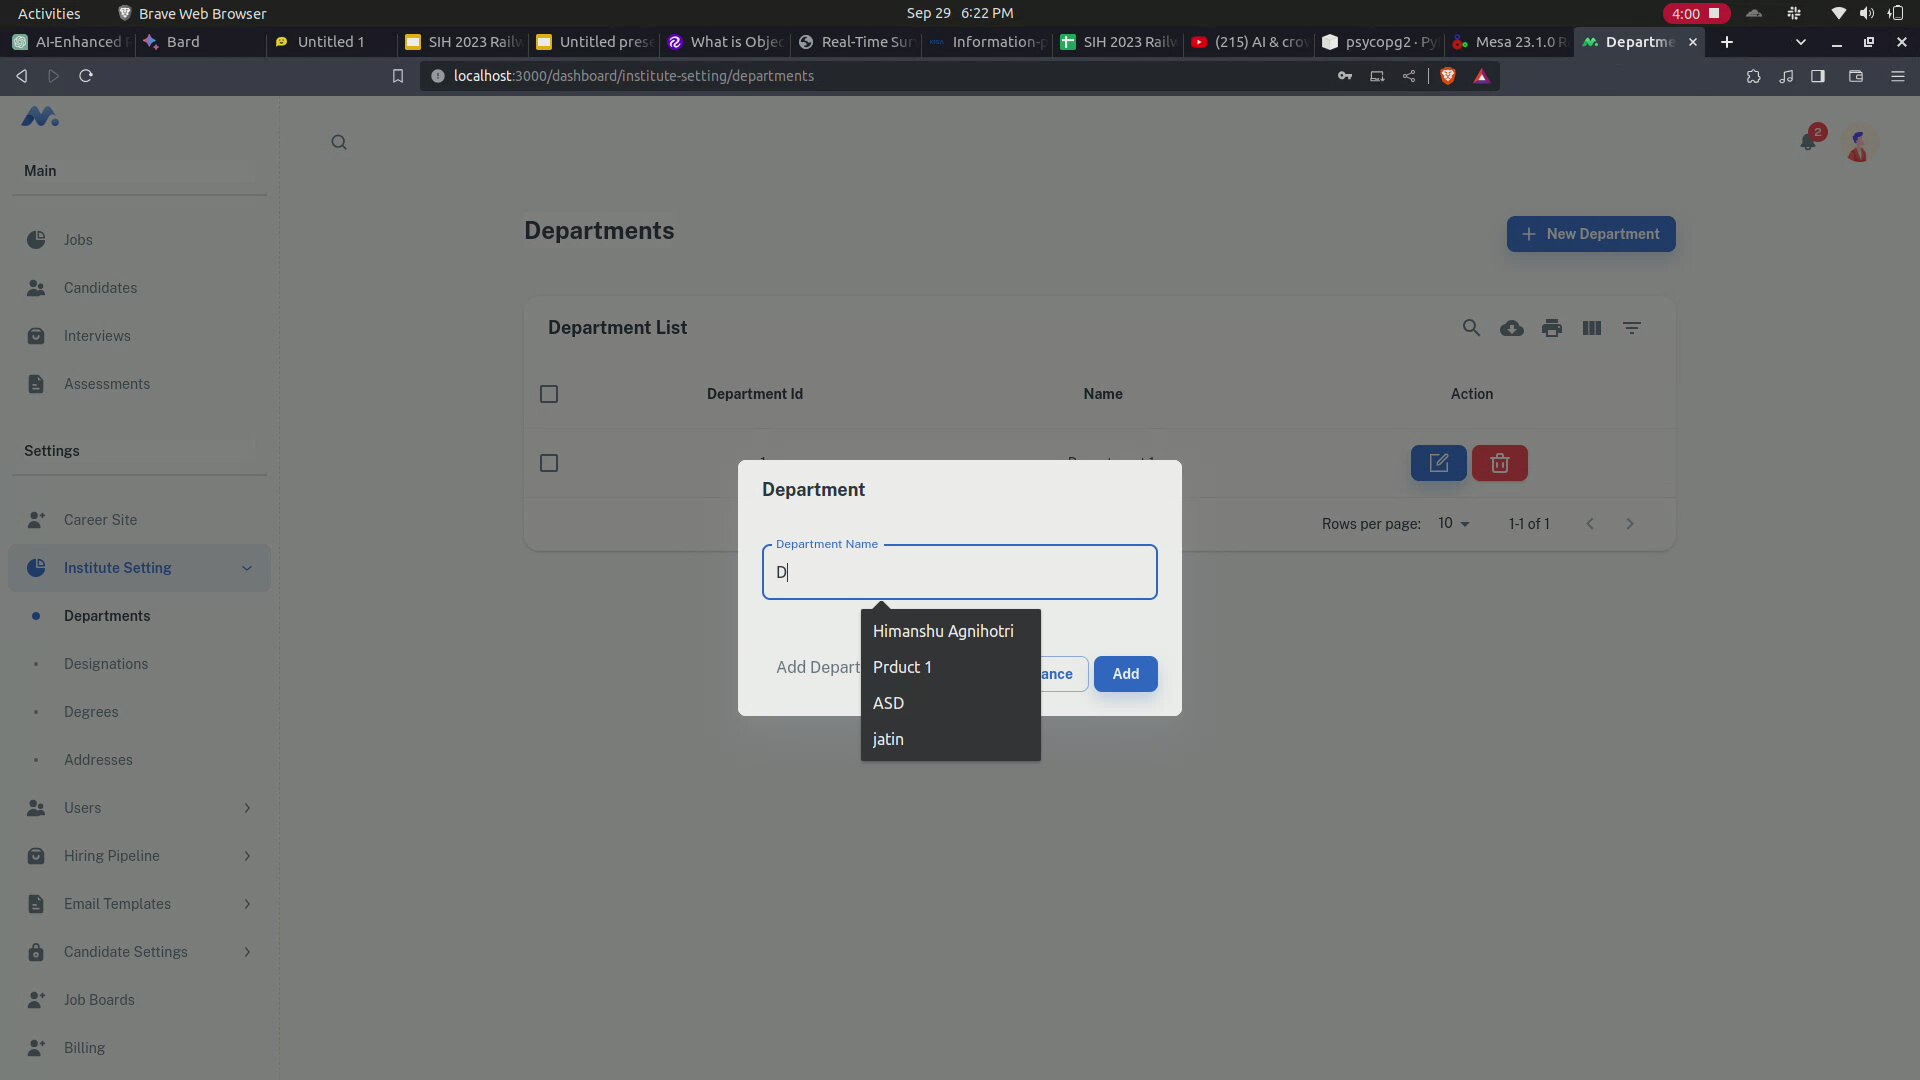 Activities
Brave Web Browser
Sep 29 6:22 PM
4:00
AI-Enhanced
Bard
Untitled 1
SIH 2023 Railw
Untitled prese
What is Objec
Real-Time Sur
Information-p
SIH 2023 Railw
(215) AI & crow
psycopg2 · Py
Mesa 23.1.0 R
Departme
localhost:3000/dashboard/institute-setting/departments
Main
2
Departments
New Department
Jobs
Candidates
Interviews
Assessments
Department List
Department Id
Name
Action
Settings
Department
Rows per page: 10
1-1 of 1
Career Site
Institute Setting
Departments
Designations
Degrees
Addresses
Users
Hiring Pipeline
Email Templates
Candidate Settings
Job Boards
Billing
Department Name
D
Himanshu Agnihotri
Prduct 1
ASD
jatin
Add Depart
ance
Add